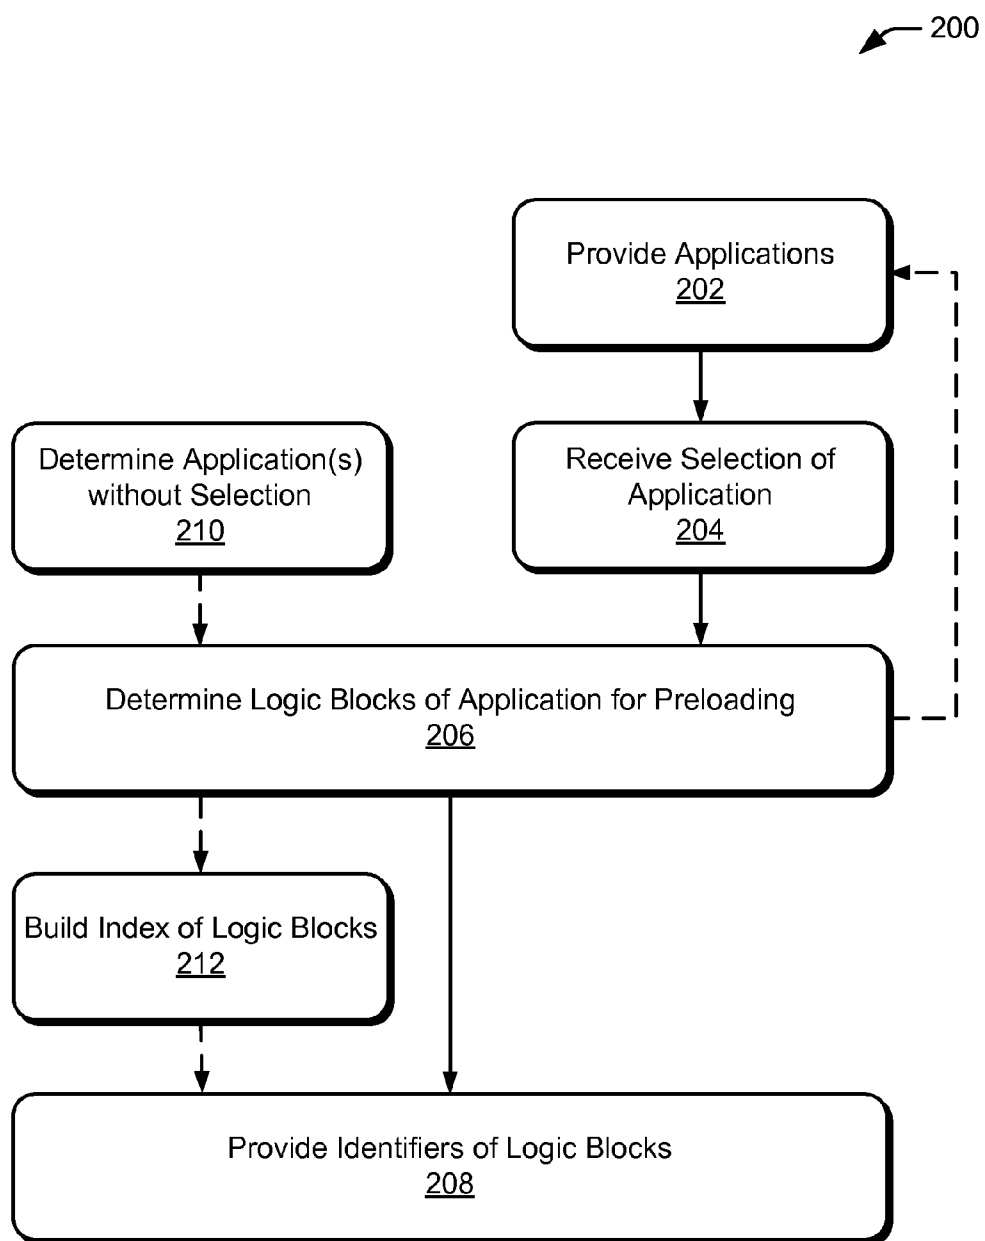 200
Provide Applications
202
Determine Application(s)
without Selection
210
Receive Selection of
Application
204
Determine Logic Blocks of Application for Preloading
206
Build Index of Logic Blocks
212
Provide Identifiers of Logic Blocks
208